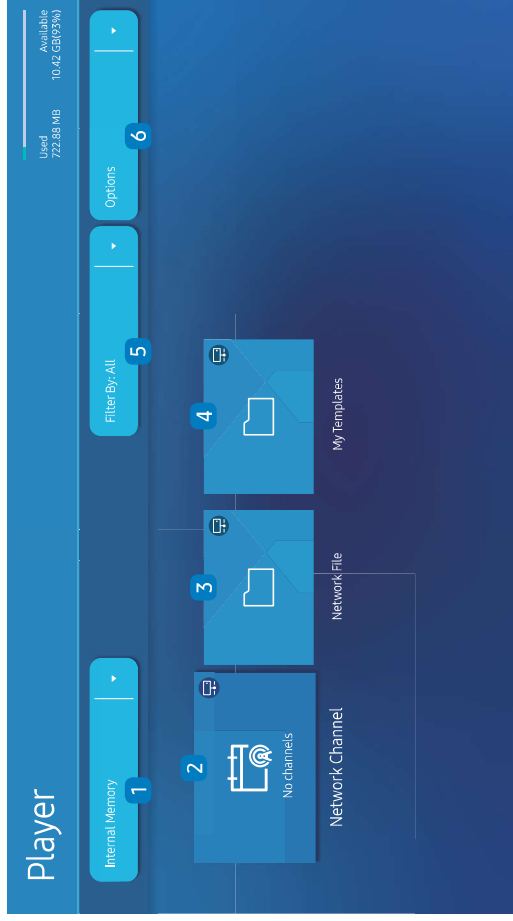 Player
Used
722.88 MB
Available
10.42 GB(93%)
Internal Memory
1
Filter By: All
5
Options
6
2
No channels
Network Channel
3
Network File
4
My Templates